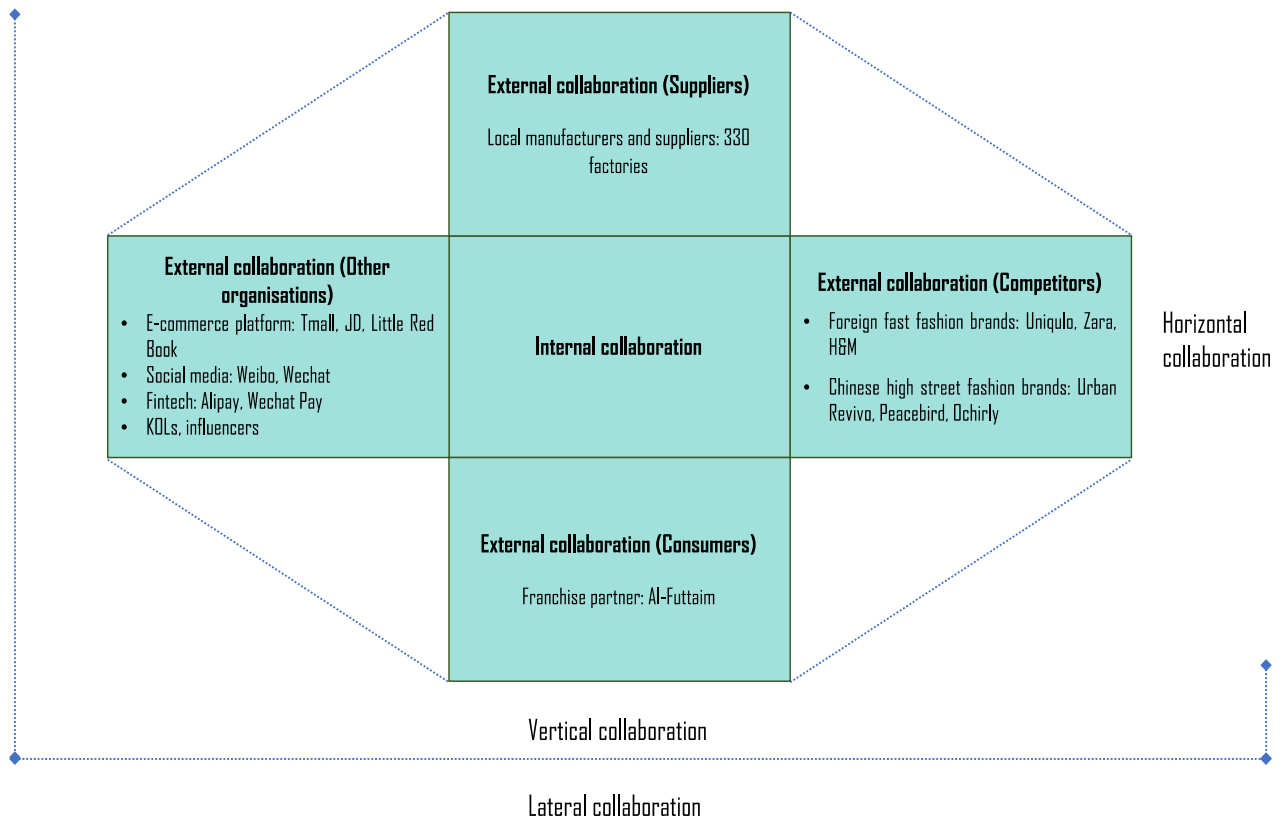 External collaboration (Suppliers)
Local manufacturers and suppliers: 330
factories
External collaboration (Other
organisations)
• E-commerce platform: Tmall, JD, Little Red
Book
• Social media: Weibo, Wechat
• Fintech: Alipay, Wechat Pay
• KOLs, influencers
Internal collaboration
External collaboration (Competitors)
• Foreign fast fashion brands: Uniqulo, Zara,
H&M
• Chinese high street fashion brands: Urban
Revivo, Peacebird, Ochirly
Horizontal
collaboration
External collaboration (Consumers)
Franchise partner: Al-Futtaim
Vertical collaboration
Lateral collaboration